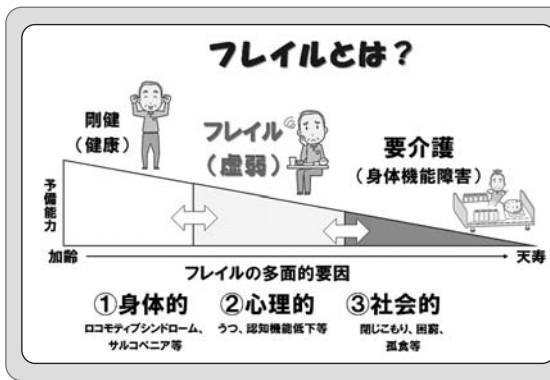 フレイルとは？
剛健
（健康）
フレイル
（虚弱）
要介護
（身体機能障害）
予備能力
加齢
天寿
フレイルの多面的要因
①身体的
ロコモティブシンドローム、
サルコペニア等
②心理的
うつ、認知機能低下等
③社会的
閉じこもり、困窮、
孤食等